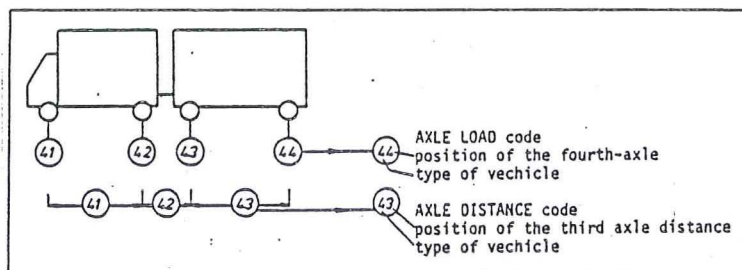 41 42 43 44 44 AXLE LOAD code
position of the fourth-axle
type of vechicle
41 42 43 43 AXLE DISTANCE code
position of the third axle distance
type of vechicle